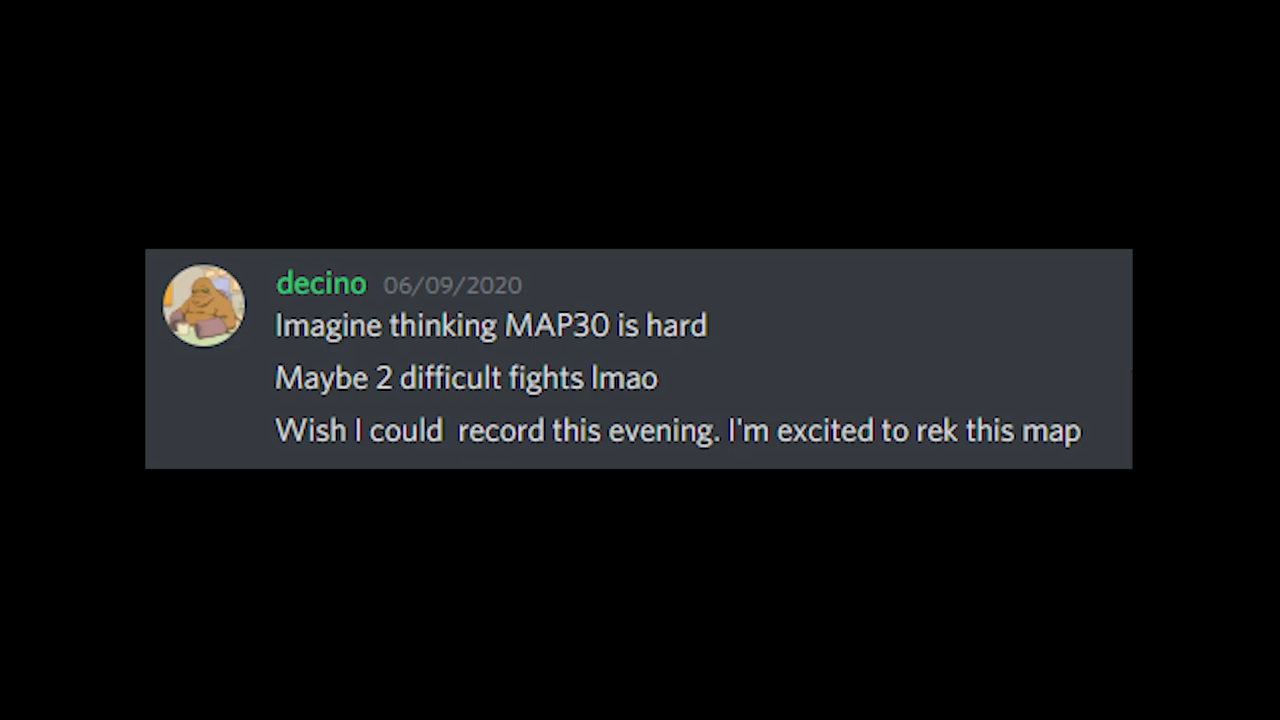 decino 06/09/2020
Imagine thinking MAP30 is hard
Maybe 2 difficult fights lmao
Wish I could  record this evening. I'm excited to rek this map